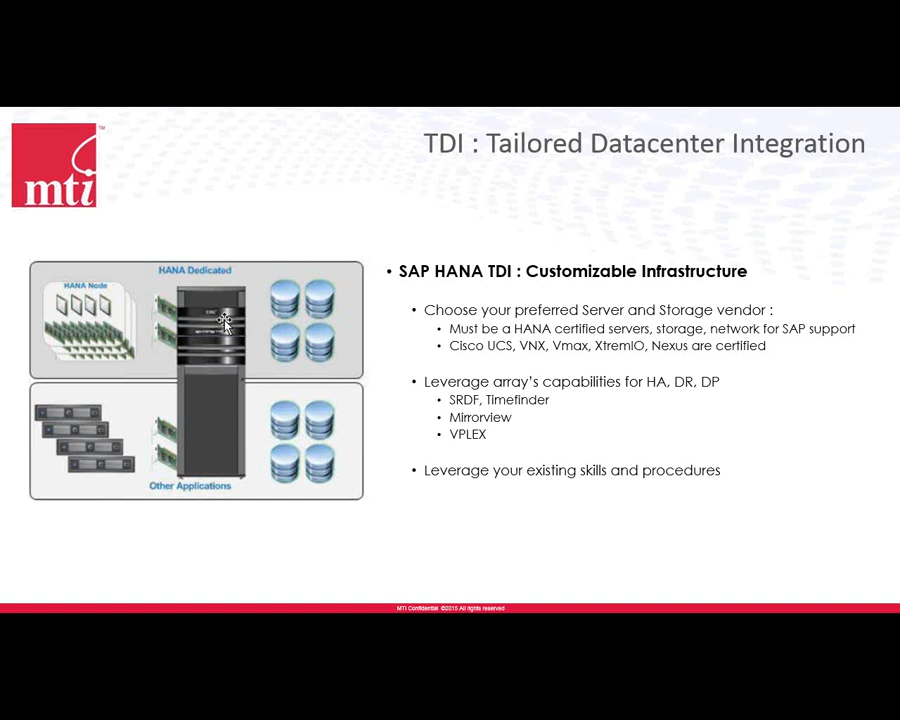 TDI : Tailored Datacenter Integration
mti
TM
HANA Dedicated
HANA Node
EMC
Other Applications
• SAP HANA TDI : Customizable Infrastructure
• Choose your preferred Server and Storage vendor :
• Must be a HANA certified servers, storage, network for SAP support
• Cisco UCS, VNX, Vmax, XtremIO, Nexus are certified
• Leverage array's capabilities for HA, DR, DP
• SRDF, Timefinder
• Mirrorview
• VPLEX
• Leverage your existing skills and procedures
MTI Confidential ©2015 All rights reserved